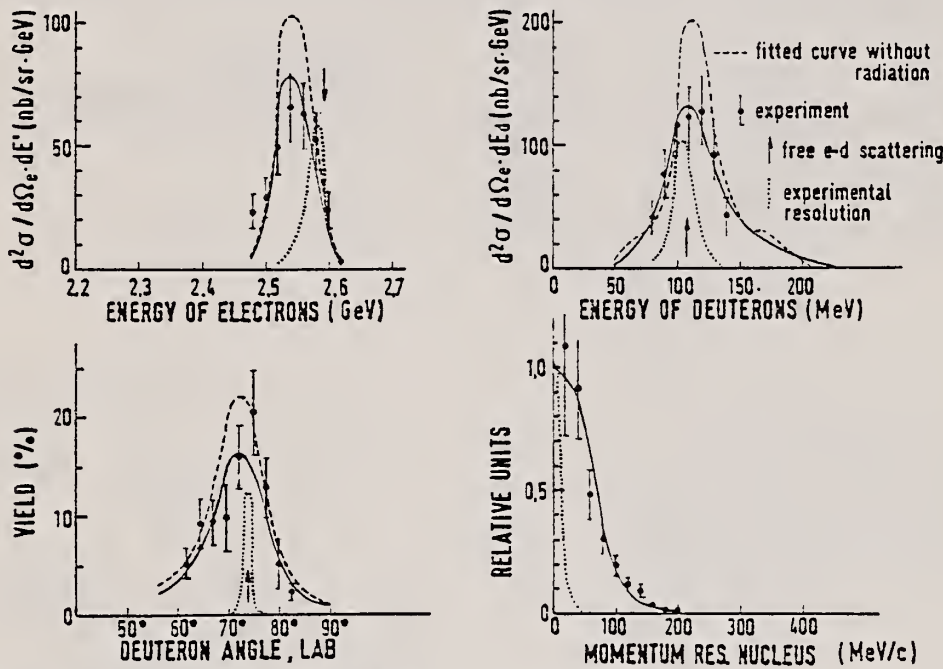 d²σ/dΩe·dE' (nb/sr·GeV)
100
50
0
2,2
2,3
2,4
2,5
2,6
2,7
ENERGY OF ELECTRONS (GeV)
d²σ/dΩe·dEd (nb/sr·GeV)
200
100
0
0
50
100
150·
200
ENERGY OF DEUTERONS (MeV)
---- fitted curve without
radiation
experiment
free e-d scattering
experimental
resolution
YIELD (°/o)
20
10
0
50°
60°
70°
80°
90°
DEUTERON ANGLE, LAB
RELATIVE UNITS
1,0
0,5
0
0
100
200
300
400
MOMENTUM RES. NUCLEUS (MeV/c)